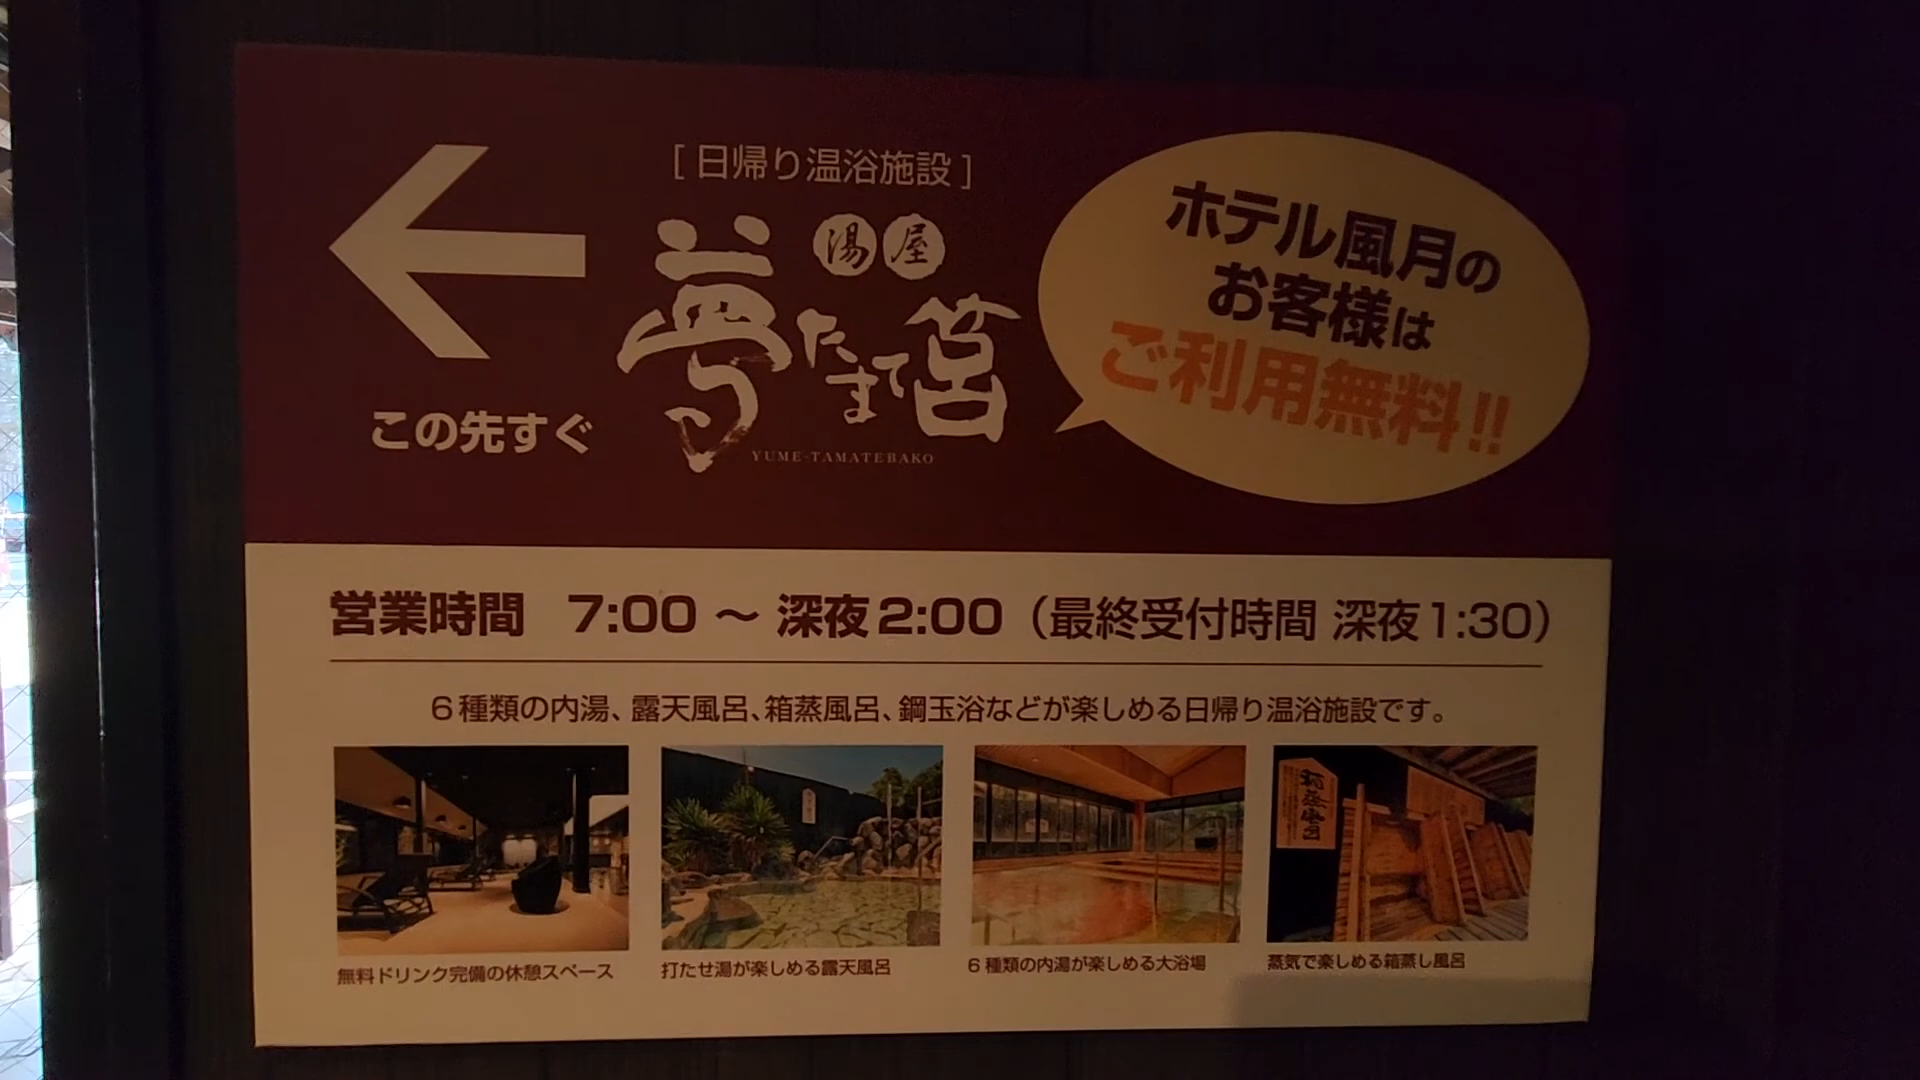 [日帰り温浴施設]
湯屋
夢たまて筥
YUME-TAMATEBAKO
この先すぐ
ホテル風月の
お客様は
ご利用無料!!
営業時間 7:00 ～ 深夜2:00（最終受付時間 深夜1:30）
6種類の内湯、露天風呂、箱蒸風呂、鋼玉浴などが楽しめる日帰り温浴施設です。
無料ドリンク完備の休憩スペース
打たせ湯が楽しめる露天風呂
6種類の内湯が楽しめる大浴場
蒸気で楽しめる箱蒸し風呂